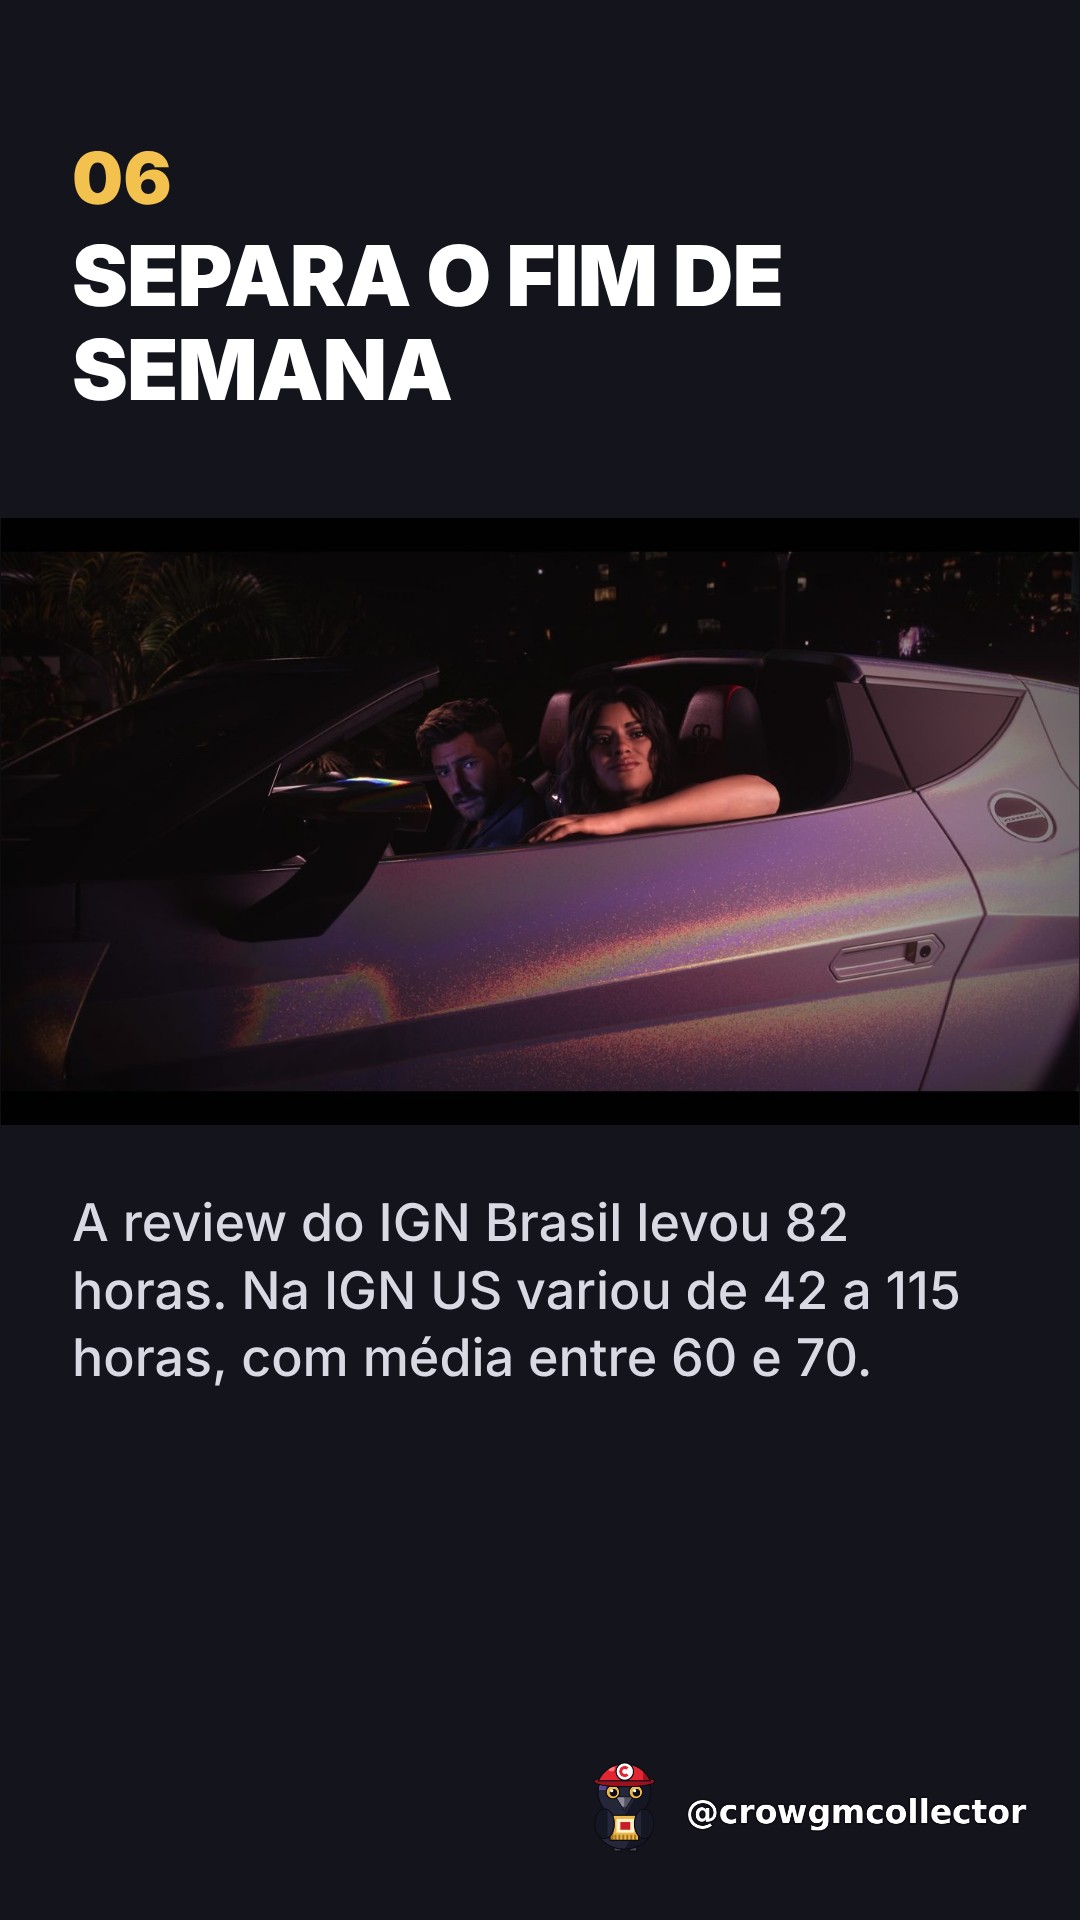 06
SEPARA O FIM DE
SEMANA
A review do IGN Brasil levou 82
horas. Na IGN US variou de 42 a 115
horas, com média entre 60 e 70.
C
@crowgmcollector